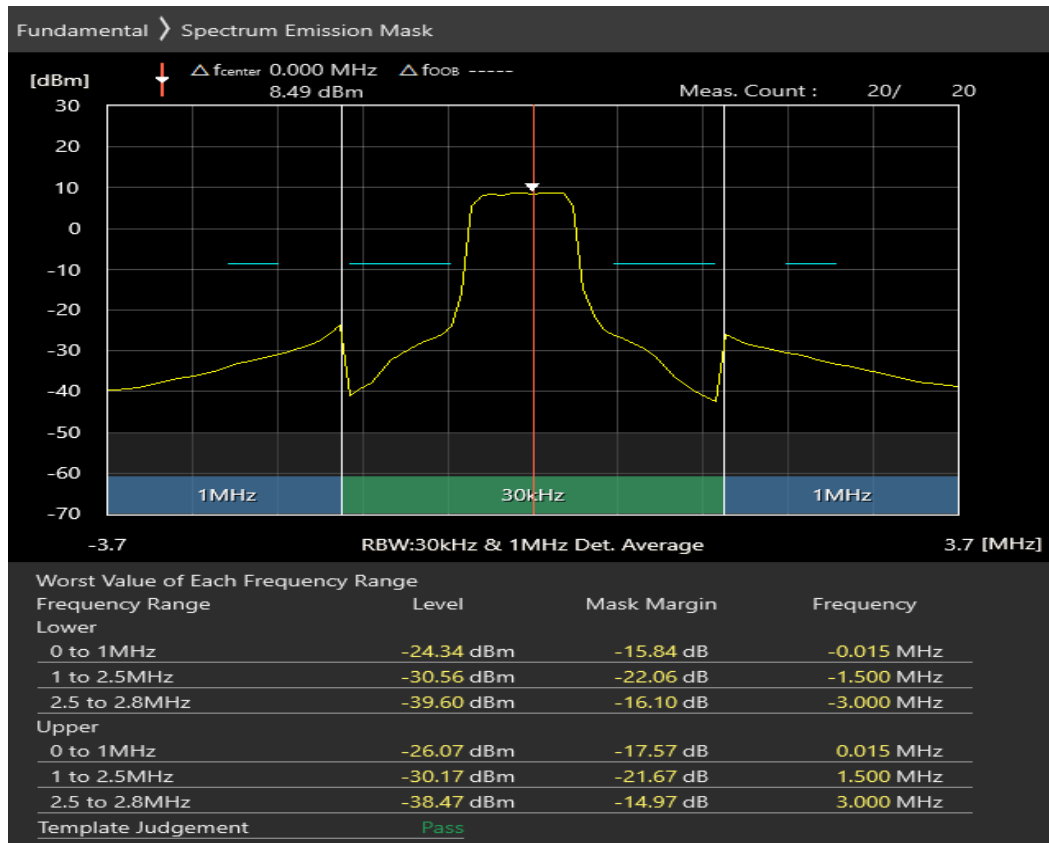 Fundamental ❭ Spectrum Emission Mask
[dBm] △ fcenter 0.000 MHz △ fOOB -----
8.49 dBm Meas. Count : 20/ 20
30
20
10
0
-10
-20
-30
-40
-50
-60
-70
1MHz 30kHz 1MHz
-3.7 RBW:30kHz & 1MHz Det. Average 3.7 [MHz]
Worst Value of Each Frequency Range
Frequency Range Level Mask Margin Frequency
Lower
0 to 1MHz -24.34 dBm -15.84 dB -0.015 MHz
1 to 2.5MHz -30.56 dBm -22.06 dB -1.500 MHz
2.5 to 2.8MHz -39.60 dBm -16.10 dB -3.000 MHz
Upper
0 to 1MHz -26.07 dBm -17.57 dB 0.015 MHz
1 to 2.5MHz -30.17 dBm -21.67 dB 1.500 MHz
2.5 to 2.8MHz -38.47 dBm -14.97 dB 3.000 MHz
Template Judgement Pass